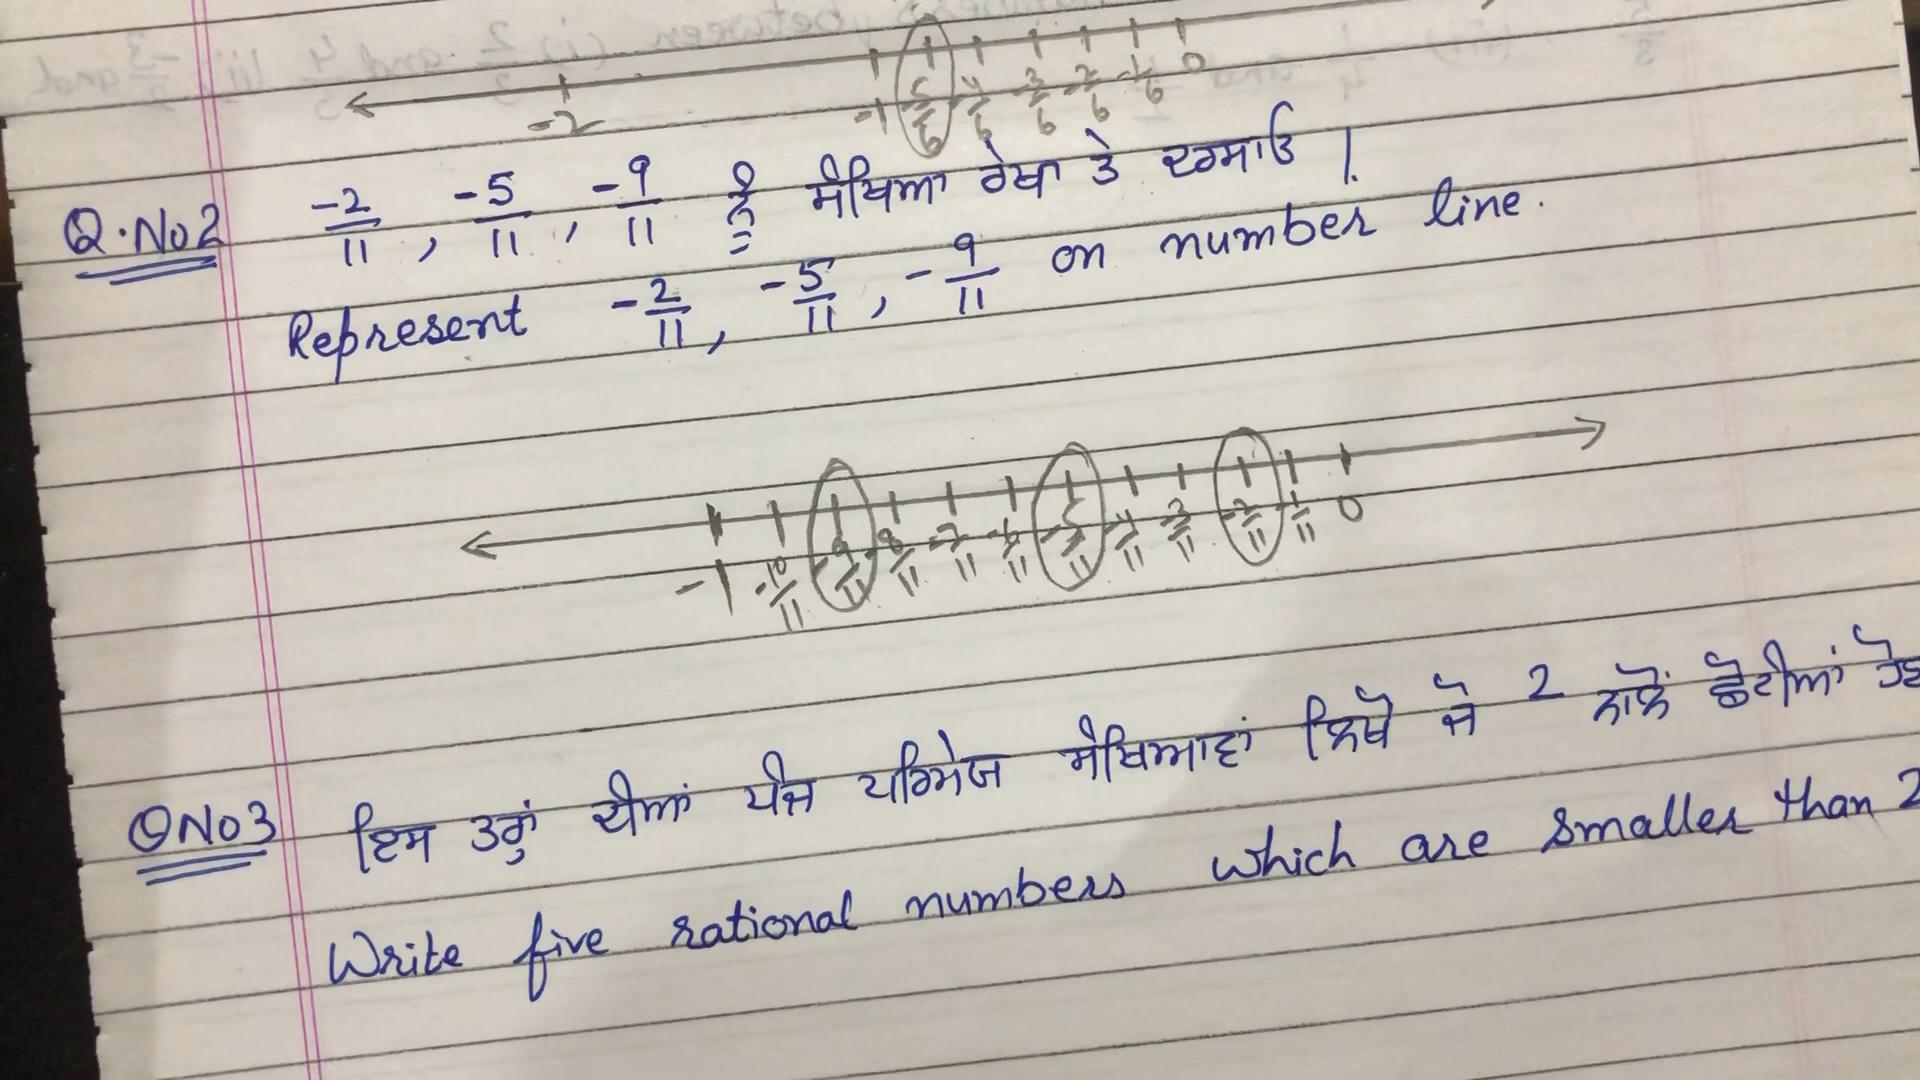 -2 -1 -5/6 -4/6 -3/6 -2/6 -1/6 0
Q.No2 -2/11, -5/11, -9/11 ਨੂੰ ਸੰਖਿਆ ਰੇਖਾ ਤੇ ਦਰਸਾਓ |
Represent -2/11, -5/11, -9/11 on number line.
-1 -10/11 -9/11 -8/11 -7/11 -6/11 -5/11 -4/11 -3/11 -2/11 -1/11 0
QNo3 ਇਸ ਤਰ੍ਹਾਂ ਦੀਆਂ ਪੰਜ ਪਰਿਮੇਯ ਸੰਖਿਆਵਾਂ ਲਿਖੋ ਜੋ 2 ਨਾਲੋਂ ਛੋਟੀਆਂ
Write five rational numbers which are smaller than 2